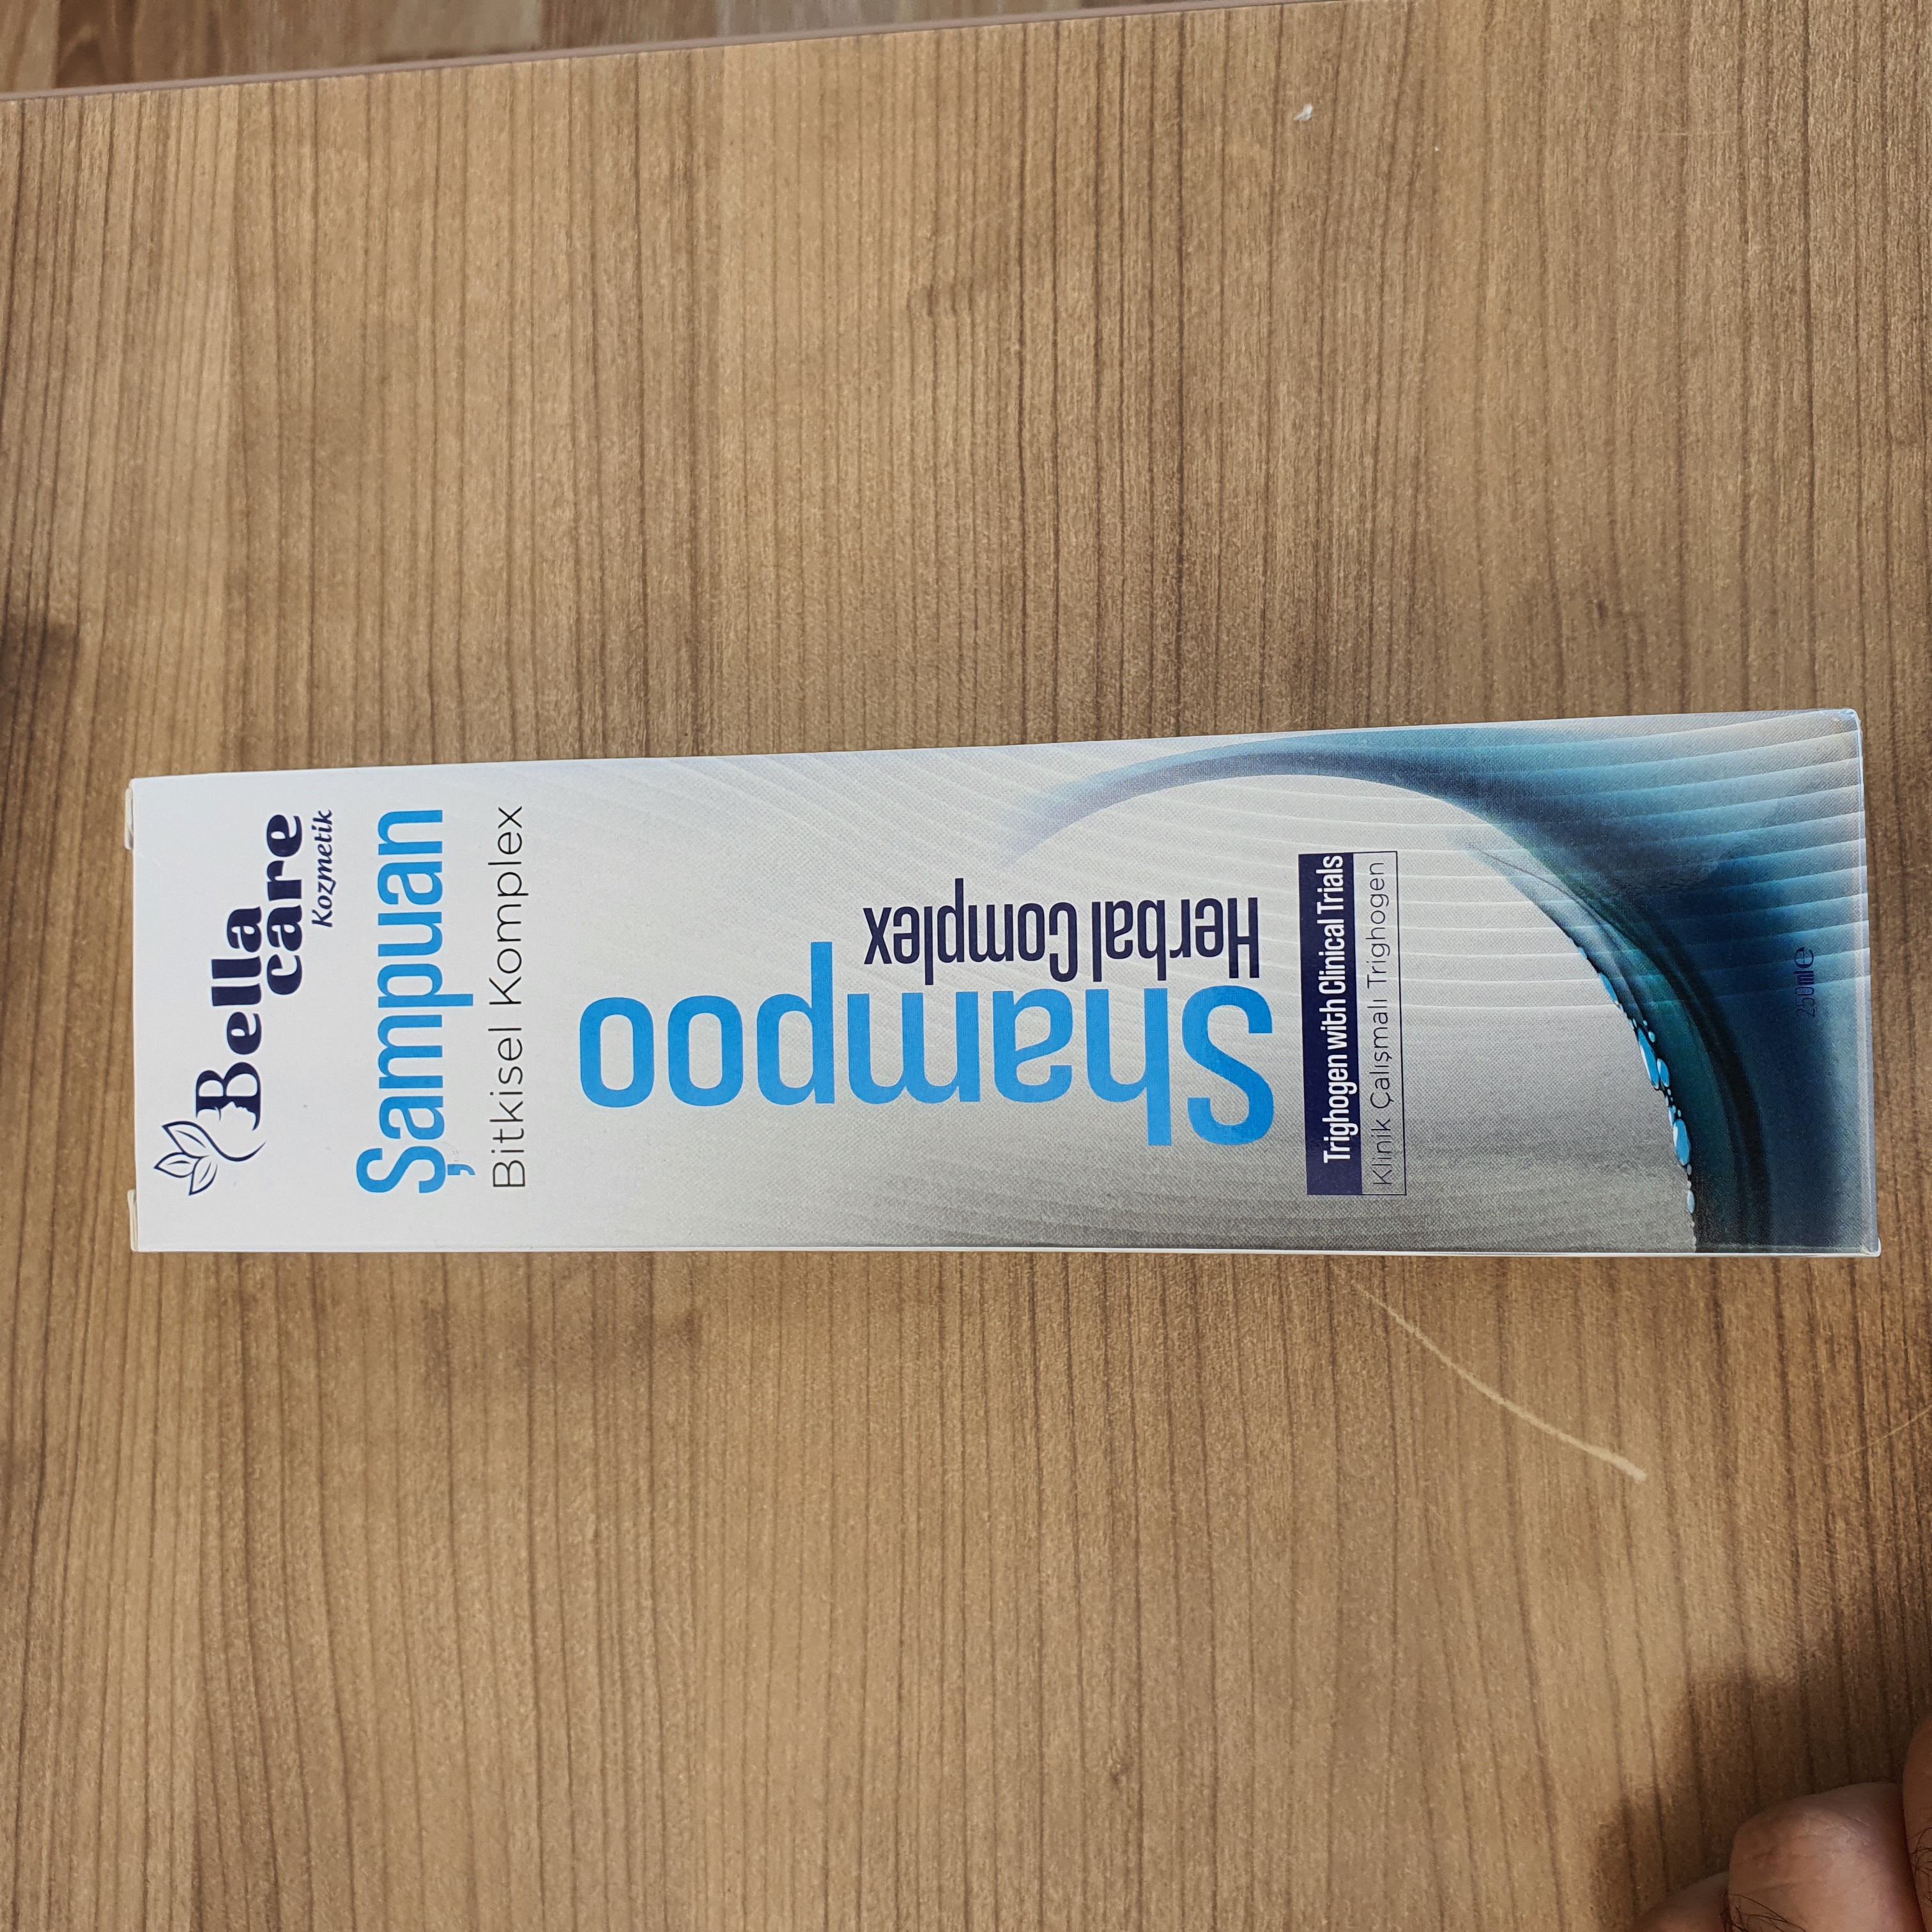 Bella
care
Kozmetik
Şampuan
Bitkisel Komplex
Shampoo
Herbal Complex
Trighogen with Clinical Trials
Klinik Çalışmalı Trighogen
250ml e